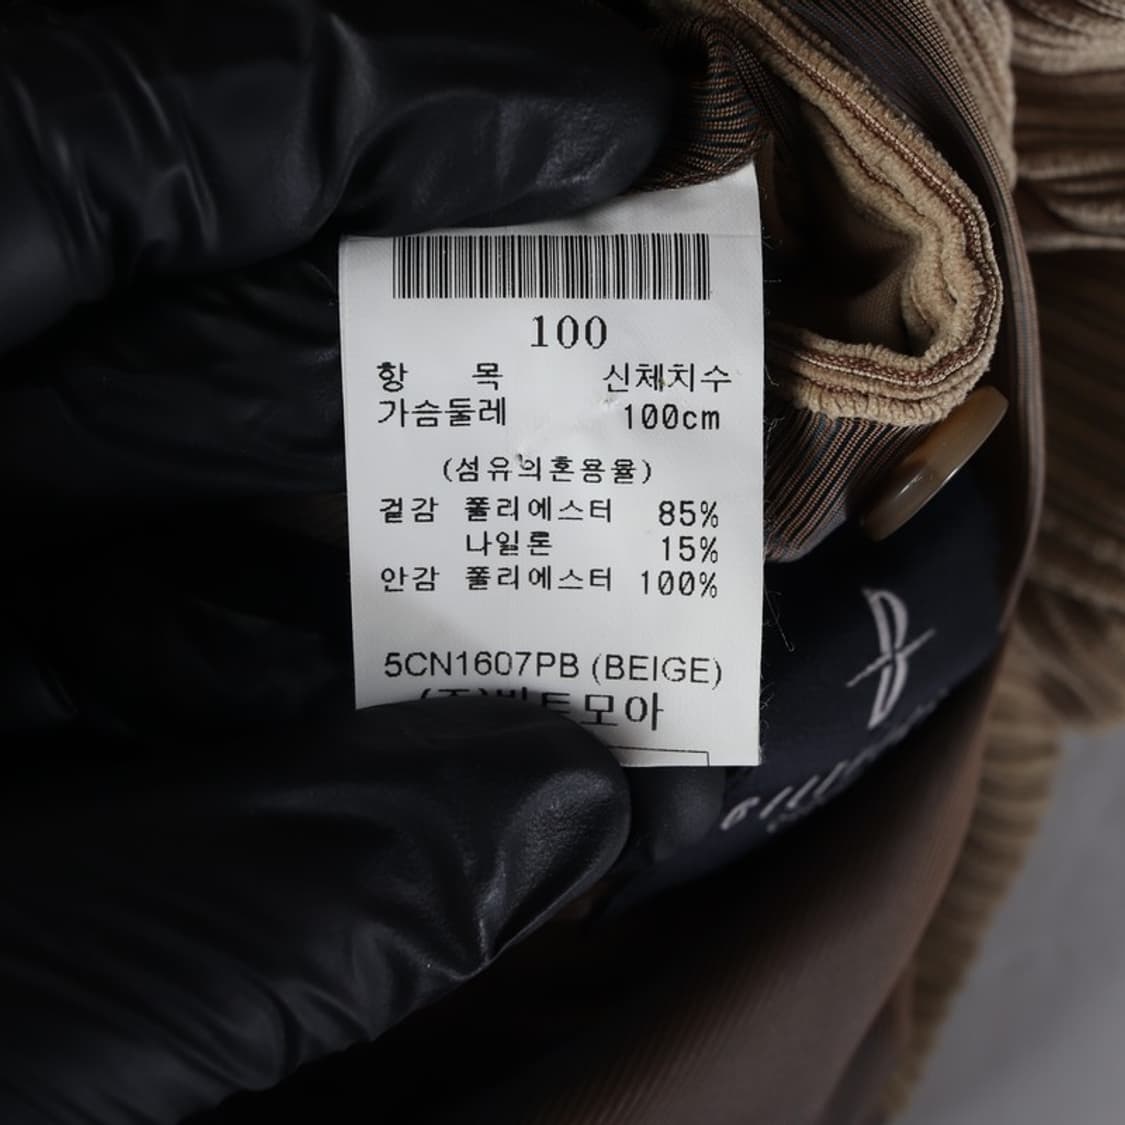 100
항 목 신체치수
가슴둘레 100cm
(섬유의혼용율)
겉감 폴리에스터 85%
나일론 15%
안감 폴리에스터 100%
5CN1607PB (BEIGE)